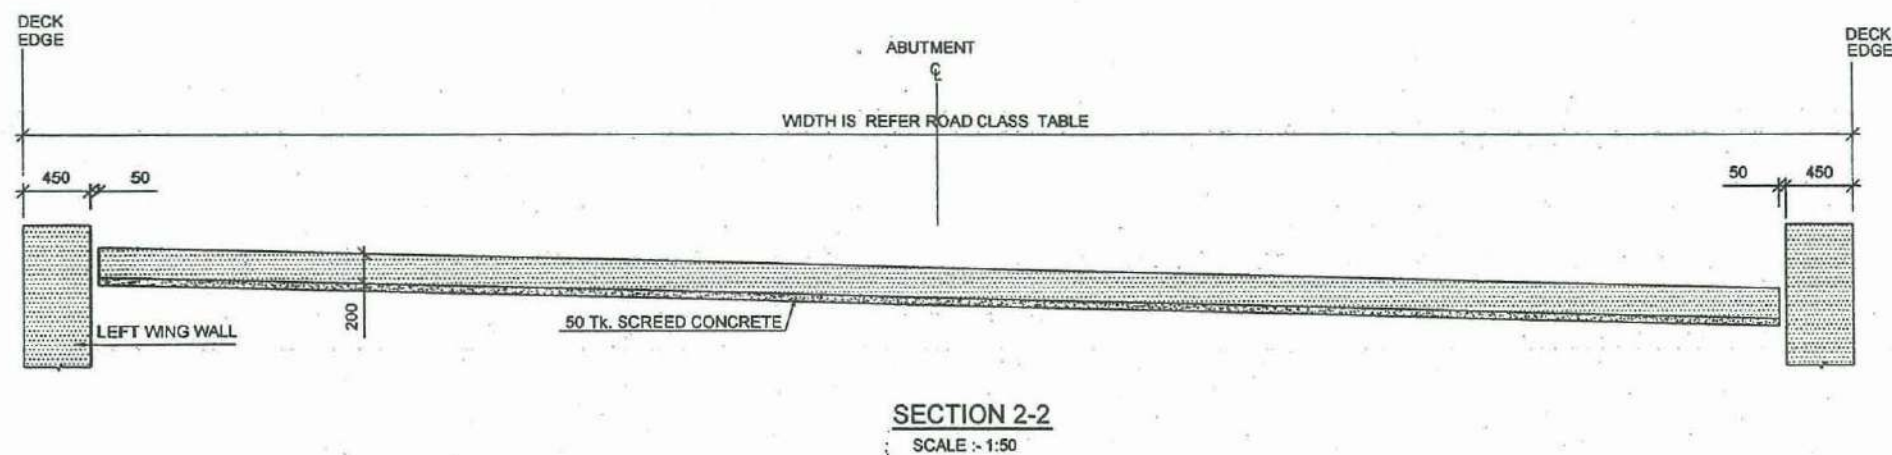 DECK
EDGE
ABUTMENT
℄
DECK
EDGE
WIDTH IS REFER ROAD CLASS TABLE
450
50
50
450
200
50 Tk. SCREED CONCRETE
LEFT WING WALL
SECTION 2-2
SCALE :- 1:50